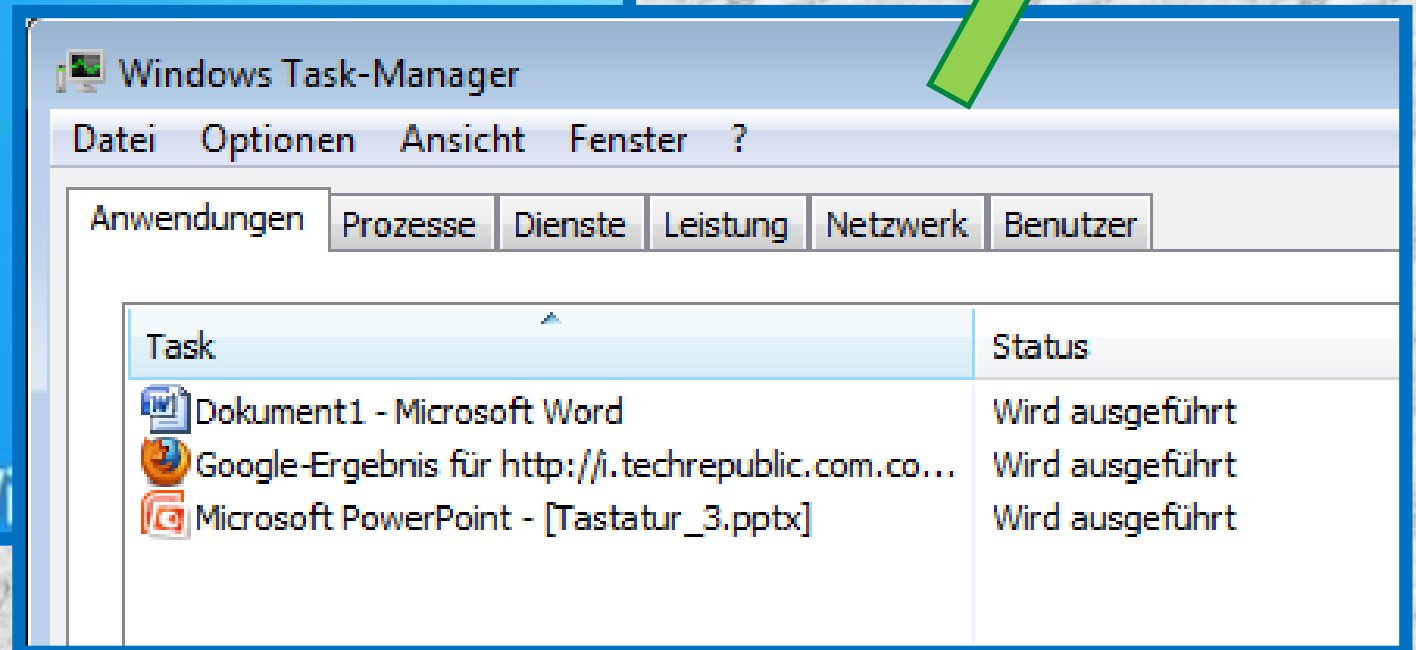 Windows Task-Manager
Datei Optionen Ansicht Fenster ?
Anwendungen Prozesse Dienste Leistung Netzwerk Benutzer
Task Status
Dokument1 - Microsoft Word Wird ausgeführt
Google-Ergebnis für http://i.techrepublic.com.co... Wird ausgeführt
Microsoft PowerPoint - [Tastatur_3.pptx] Wird ausgeführt